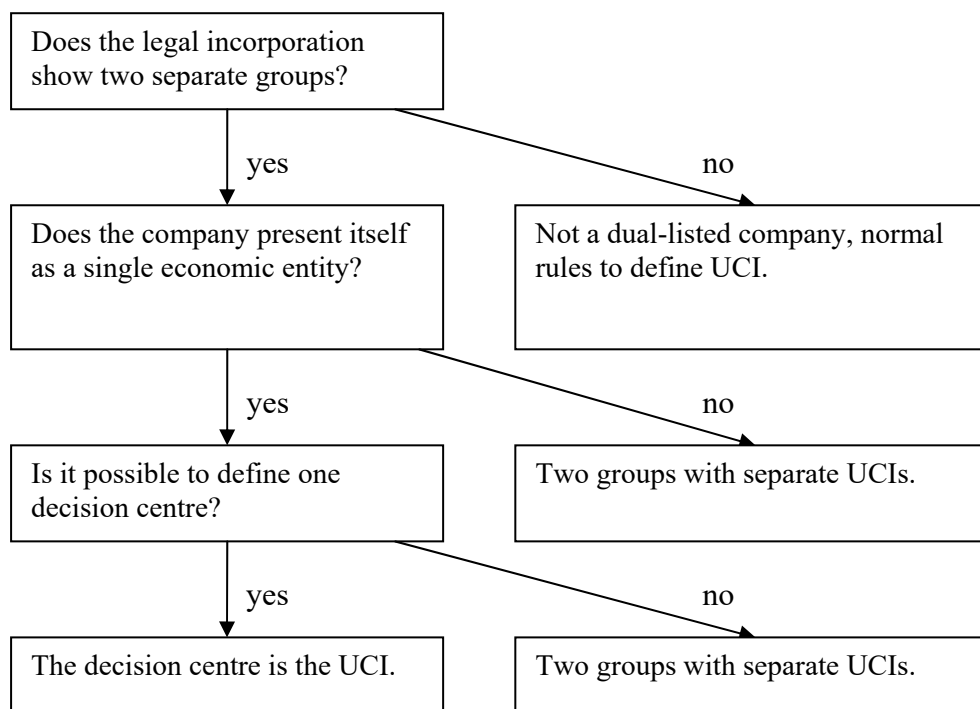 Does the legal incorporation
show two separate groups?
yes
no
Does the company present itself
as a single economic entity?
Not a dual-listed company, normal
rules to define UCI.
yes
no
Is it possible to define one
decision centre?
Two groups with separate UCIs.
yes
no
The decision centre is the UCI.
Two groups with separate UCIs.